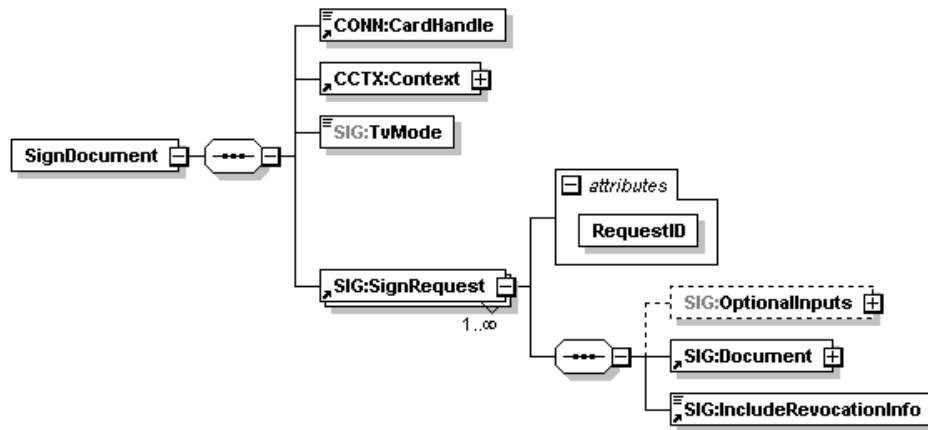 CONN:CardHandle
CCTX:Context
SIG:TvMode
SignDocument
attributes
RequestID
SIG:SignRequest
1..∞
SIG:OptionalInputs
SIG:Document
SIG:IncludeRevocationInfo